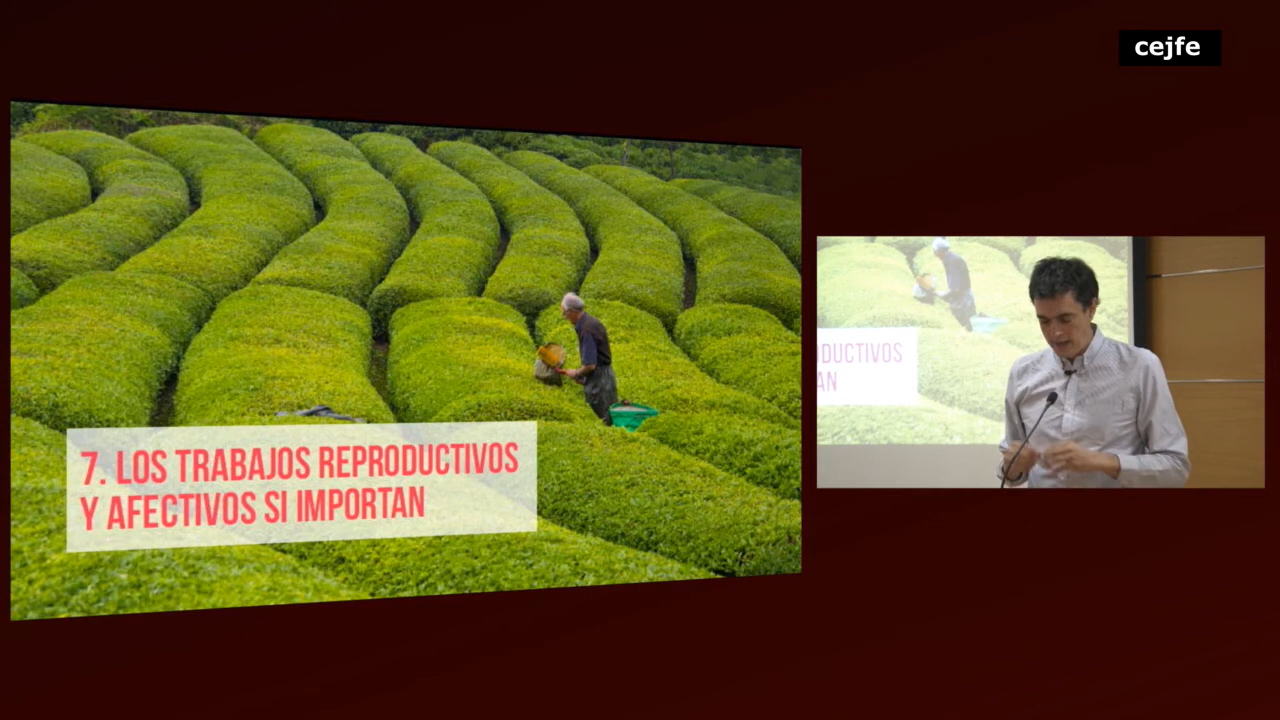 cejfe
7. LOS TRABAJOS REPRODUCTIVOS
Y AFECTIVOS SI IMPORTAN
DUCTIVOS
AN